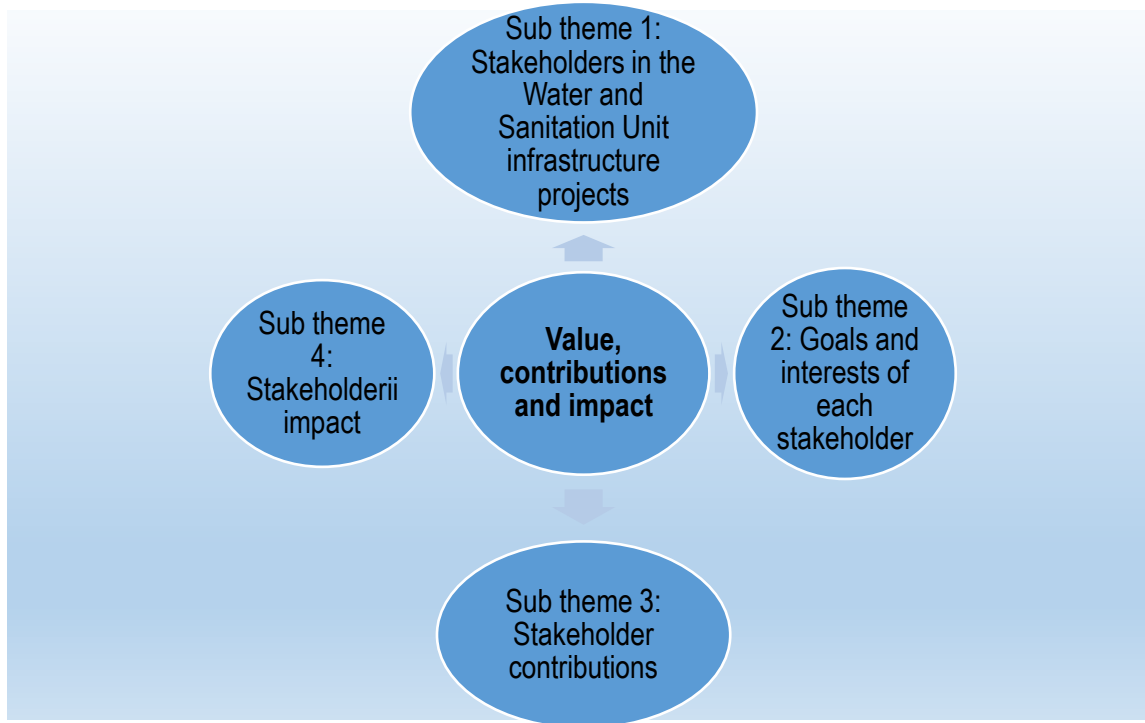 Sub theme 1:
Stakeholders in the
Water and
Sanitation Unit
infrastructure
projects
Sub theme
4:
Stakeholderii
impact
Value,
contributions
and impact
Sub theme
2: Goals and
interests of
each
stakeholder
Sub theme 3:
Stakeholder
contributions